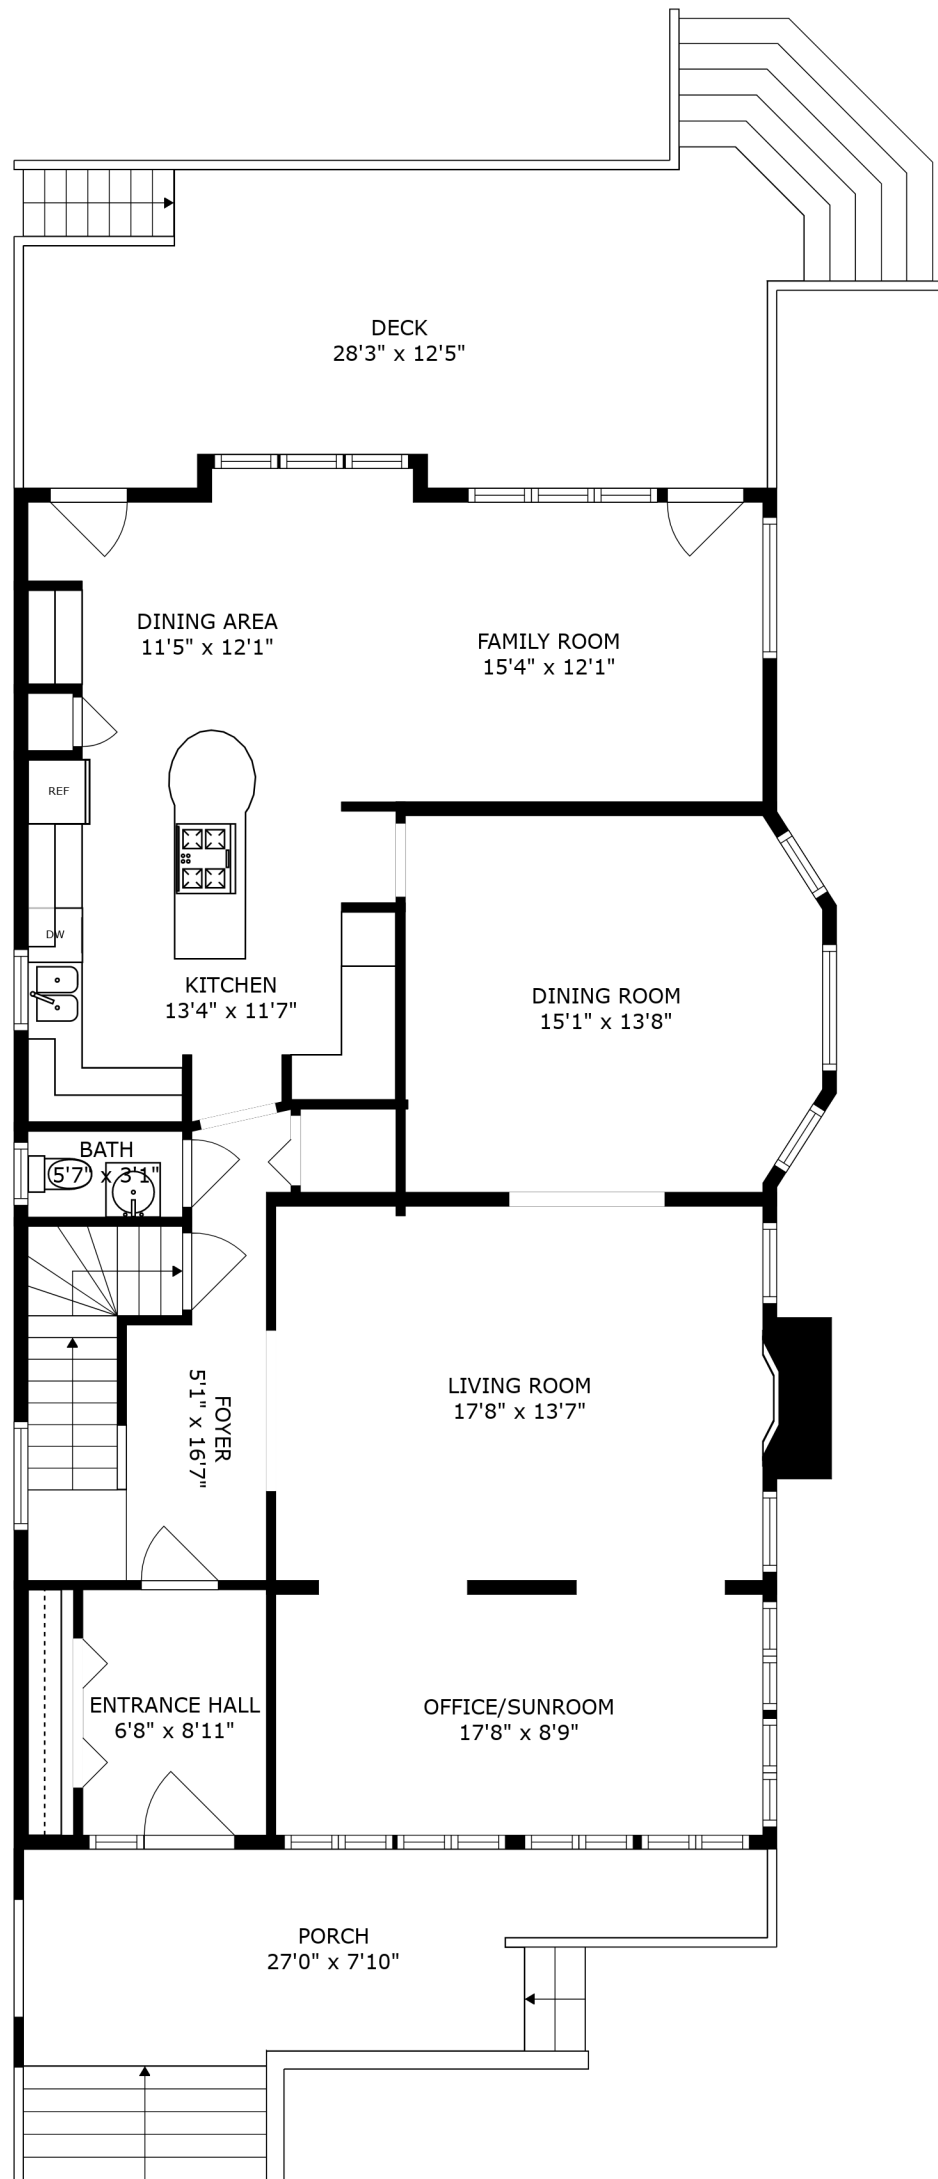 DECK
28'3" x 12'5"
DINING AREA
11'5" x 12'1"
FAMILY ROOM
15'4" x 12'1"
REF
DW
KITCHEN
13'4" x 11'7"
DINING ROOM
15'1" x 13'8"
BATH
5'7" x 3'1"
FOYER
5'1" x 16'7"
LIVING ROOM
17'8" x 13'7"
ENTRANCE HALL
6'8" x 8'11"
OFFICE/SUNROOM
17'8" x 8'9"
PORCH
27'0" x 7'10"